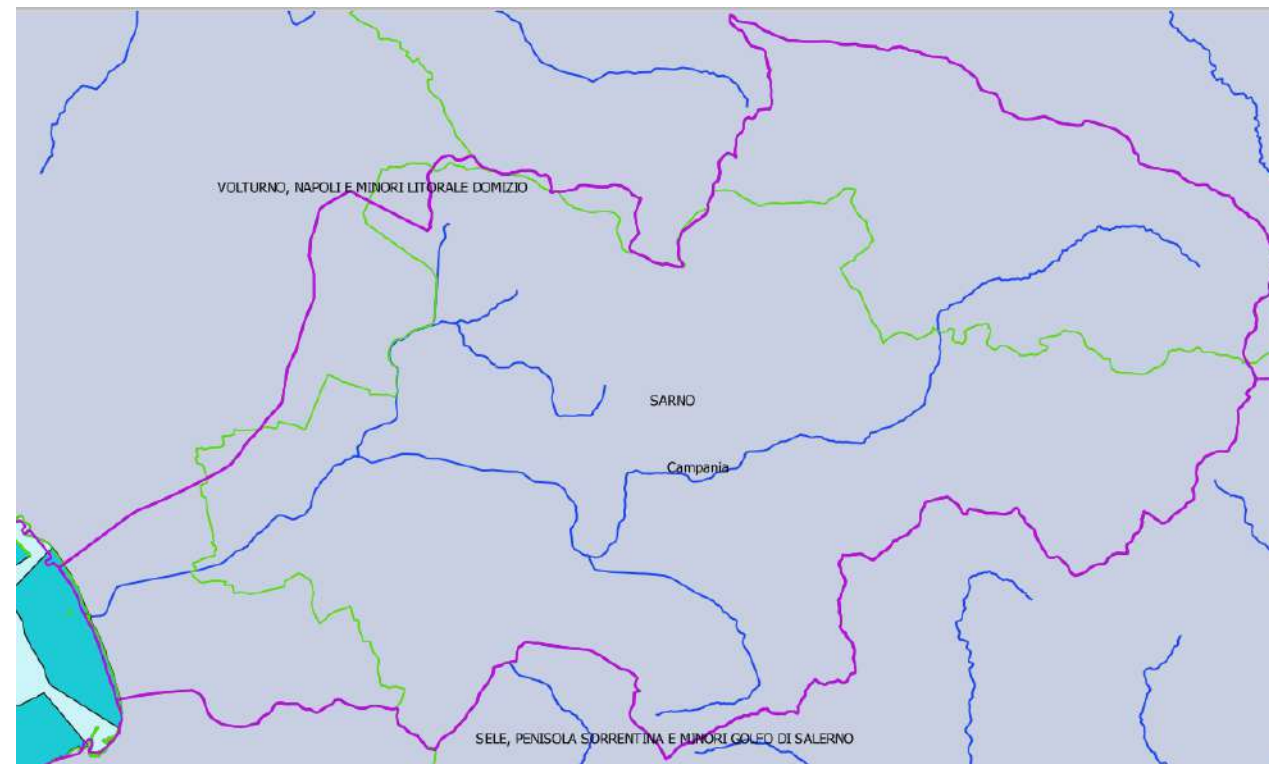 VOLTURNO, NAPOLI E MINORI LITORALE DOMIZIO
SARNO
Campania
SELE, PENISOLA SORRENTINA E MINORI GOLFO DI SALERNO